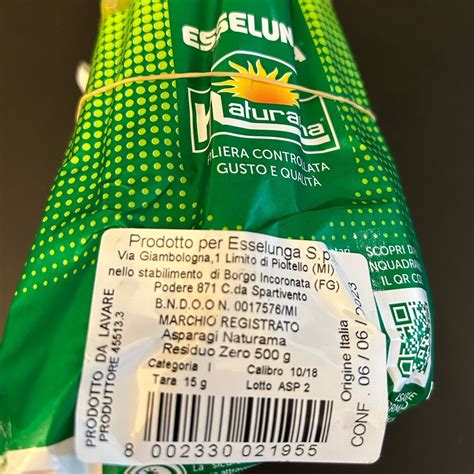 ESSELUN
Naturama
FILIERA CONTROLLATA
GUSTO E QUALITÀ
SCOPRI
INQUADRAN
IL QR CO
Prodotto per Esselunga S.p.
Via Giambologna,1 Limito di Pioltello (MI)
nello stabilimento di Borgo Incoronata (FG)
Podere 871 C.da Spartivento
B.N.D.O.O.N. 0017576/MI
MARCHIO REGISTRATO
Asparagi Naturama
Residuo Zero 500 g
Categoria I Calibro 10/18
Tara 15 g Lotto ASP 2
PRODOTTO DA LAVARE
PRODUTTORE 45513.3
Origine Italia
CONF. 06/06/2023
8 002330 021955